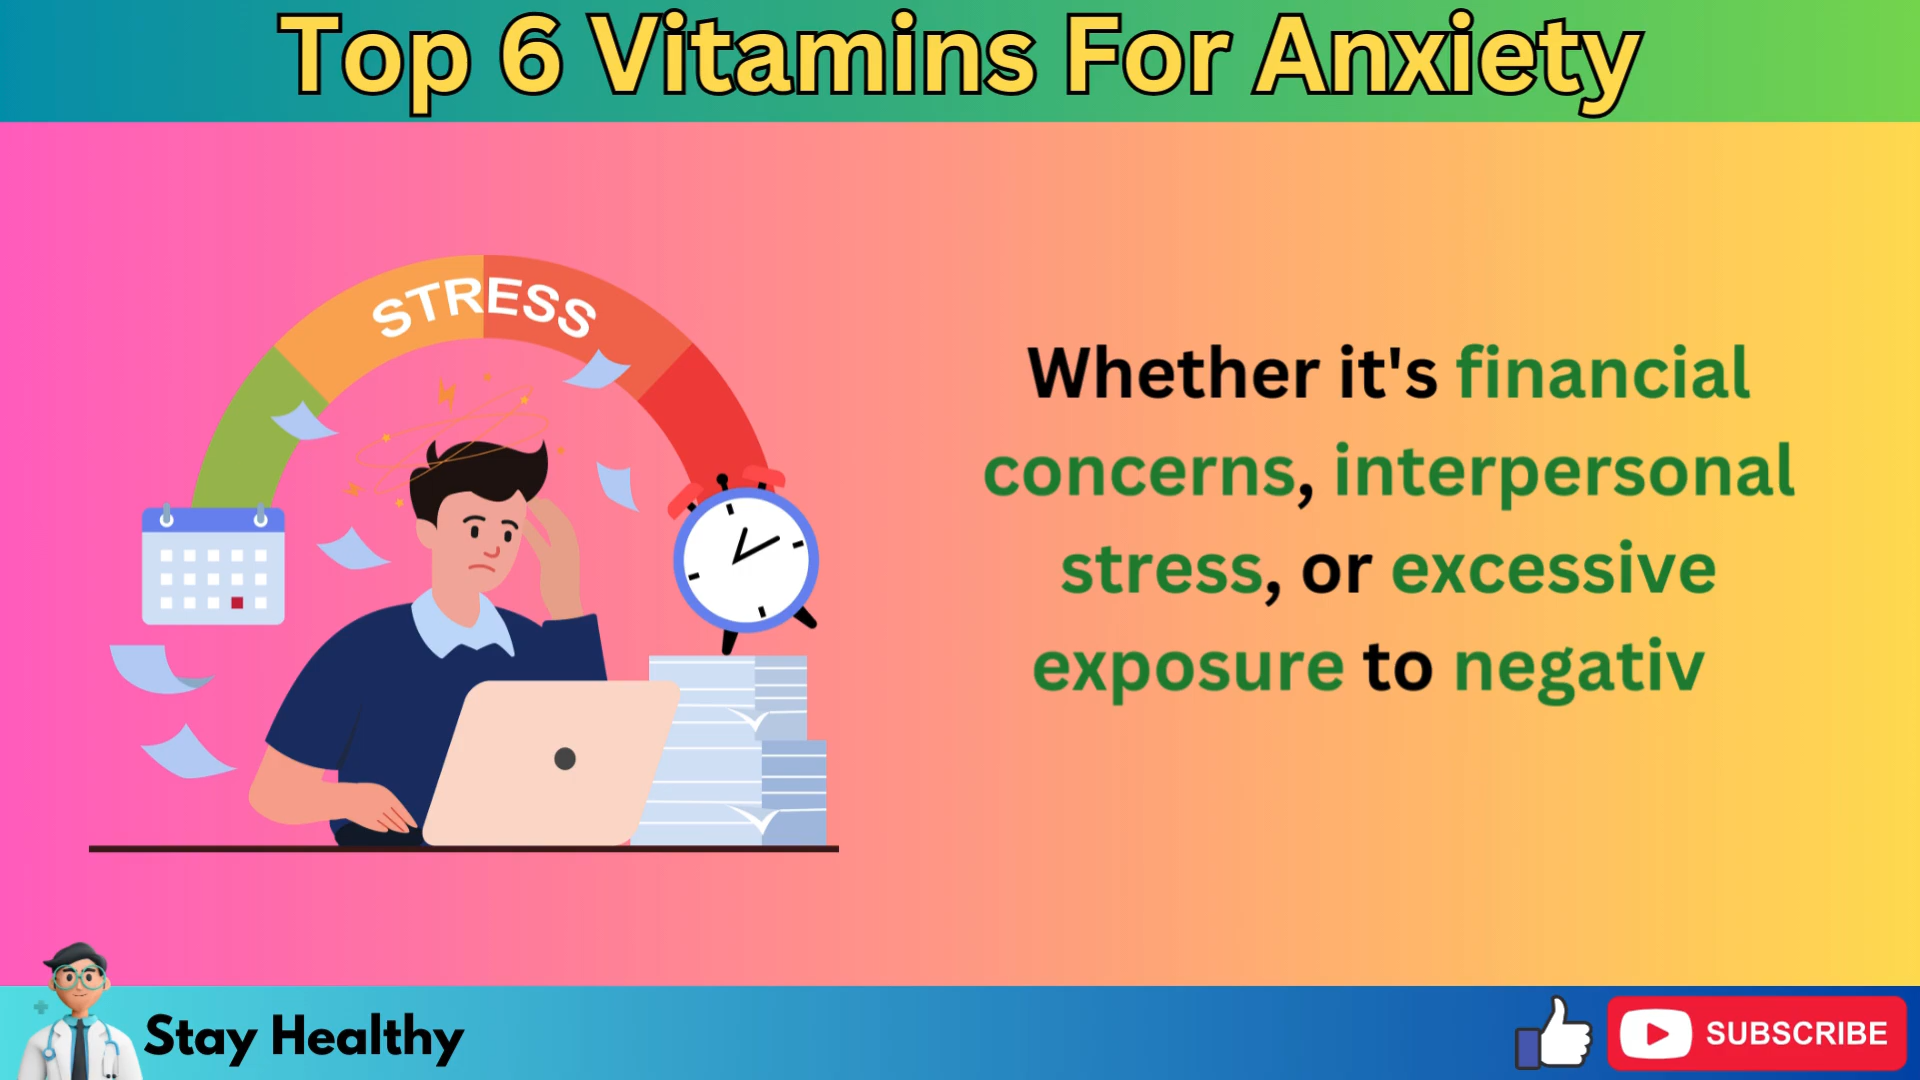 Top 6 Vitamins For Anxiety
STRESS
Whether it's financial
concerns, interpersonal
stress, or excessive
exposure to negativ
Stay Healthy
SUBSCRIBE